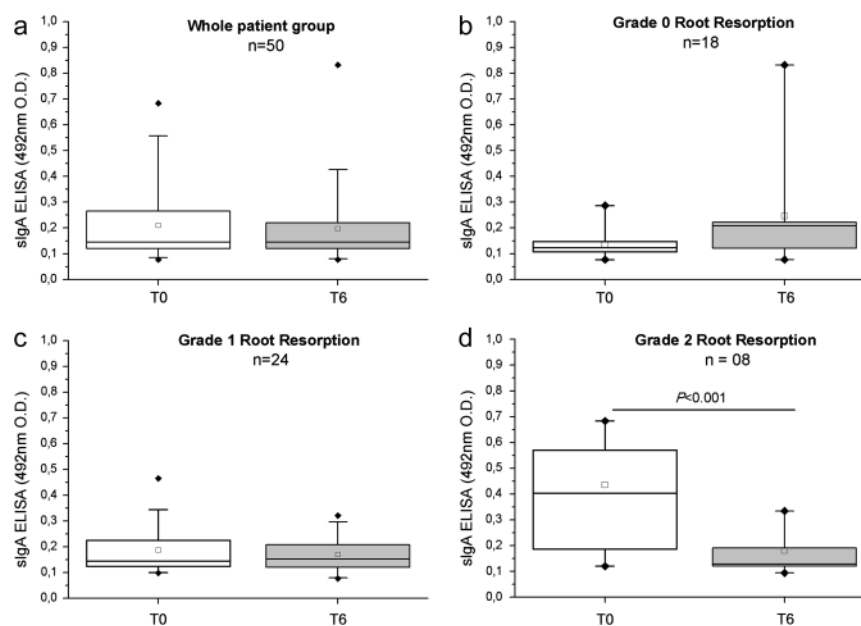 a
Whole patient group
n=50
sIgA ELISA (492nm O.D.)
1,0
0,9
0,8
0,7
0,6
0,5
0,4
0,3
0,2
0,1
0,0
T0 T6
b
Grade 0 Root Resorption
n=18
sIgA ELISA (492nm O.D.)
1,0
0,9
0,8
0,7
0,6
0,5
0,4
0,3
0,2
0,1
0,0
T0 T6
c
Grade 1 Root Resorption
n=24
sIgA ELISA (492nm O.D.)
1,0
0,9
0,8
0,7
0,6
0,5
0,4
0,3
0,2
0,1
0,0
T0 T6
d
Grade 2 Root Resorption
n = 08
P<0.001
sIgA ELISA (492nm O.D.)
1,0
0,9
0,8
0,7
0,6
0,5
0,4
0,3
0,2
0,1
0,0
T0 T6